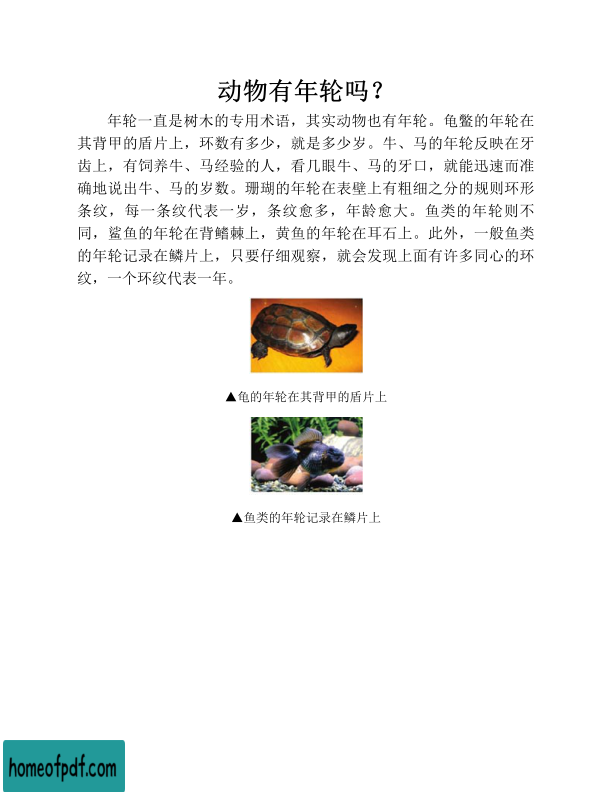 动物有年轮吗？
年轮一直是树木的专用术语，其实动物也有年轮。龟鳖的年轮在
其背甲的盾片上，环数有多少，就是多少岁。牛、马的年轮反映在牙
齿上，有饲养牛、马经验的人，看几眼牛、马的牙口，就能迅速而准
确地说出牛、马的岁数。珊瑚的年轮在表壁上有粗细之分的规则环形
条纹，每一条纹代表一岁，条纹愈多，年龄愈大。鱼类的年轮则不
同，鲨鱼的年轮在背鳍棘上，黄鱼的年轮在耳石上。此外，一般鱼类
的年轮记录在鳞片上，只要仔细观察，就会发现上面有许多同心的环
纹，一个环纹代表一年。
▲龟的年轮在其背甲的盾片上
▲鱼类的年轮记录在鳞片上
homeofpdf.com